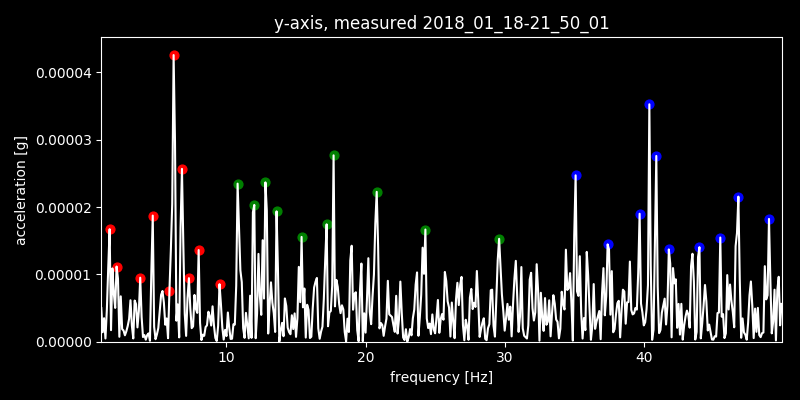 y-axis, measured 2018_01_18-21_50_01
acceleration [g]
0.00004
0.00003
0.00002
0.00001
0.00000
10 20 30 40
frequency [Hz]